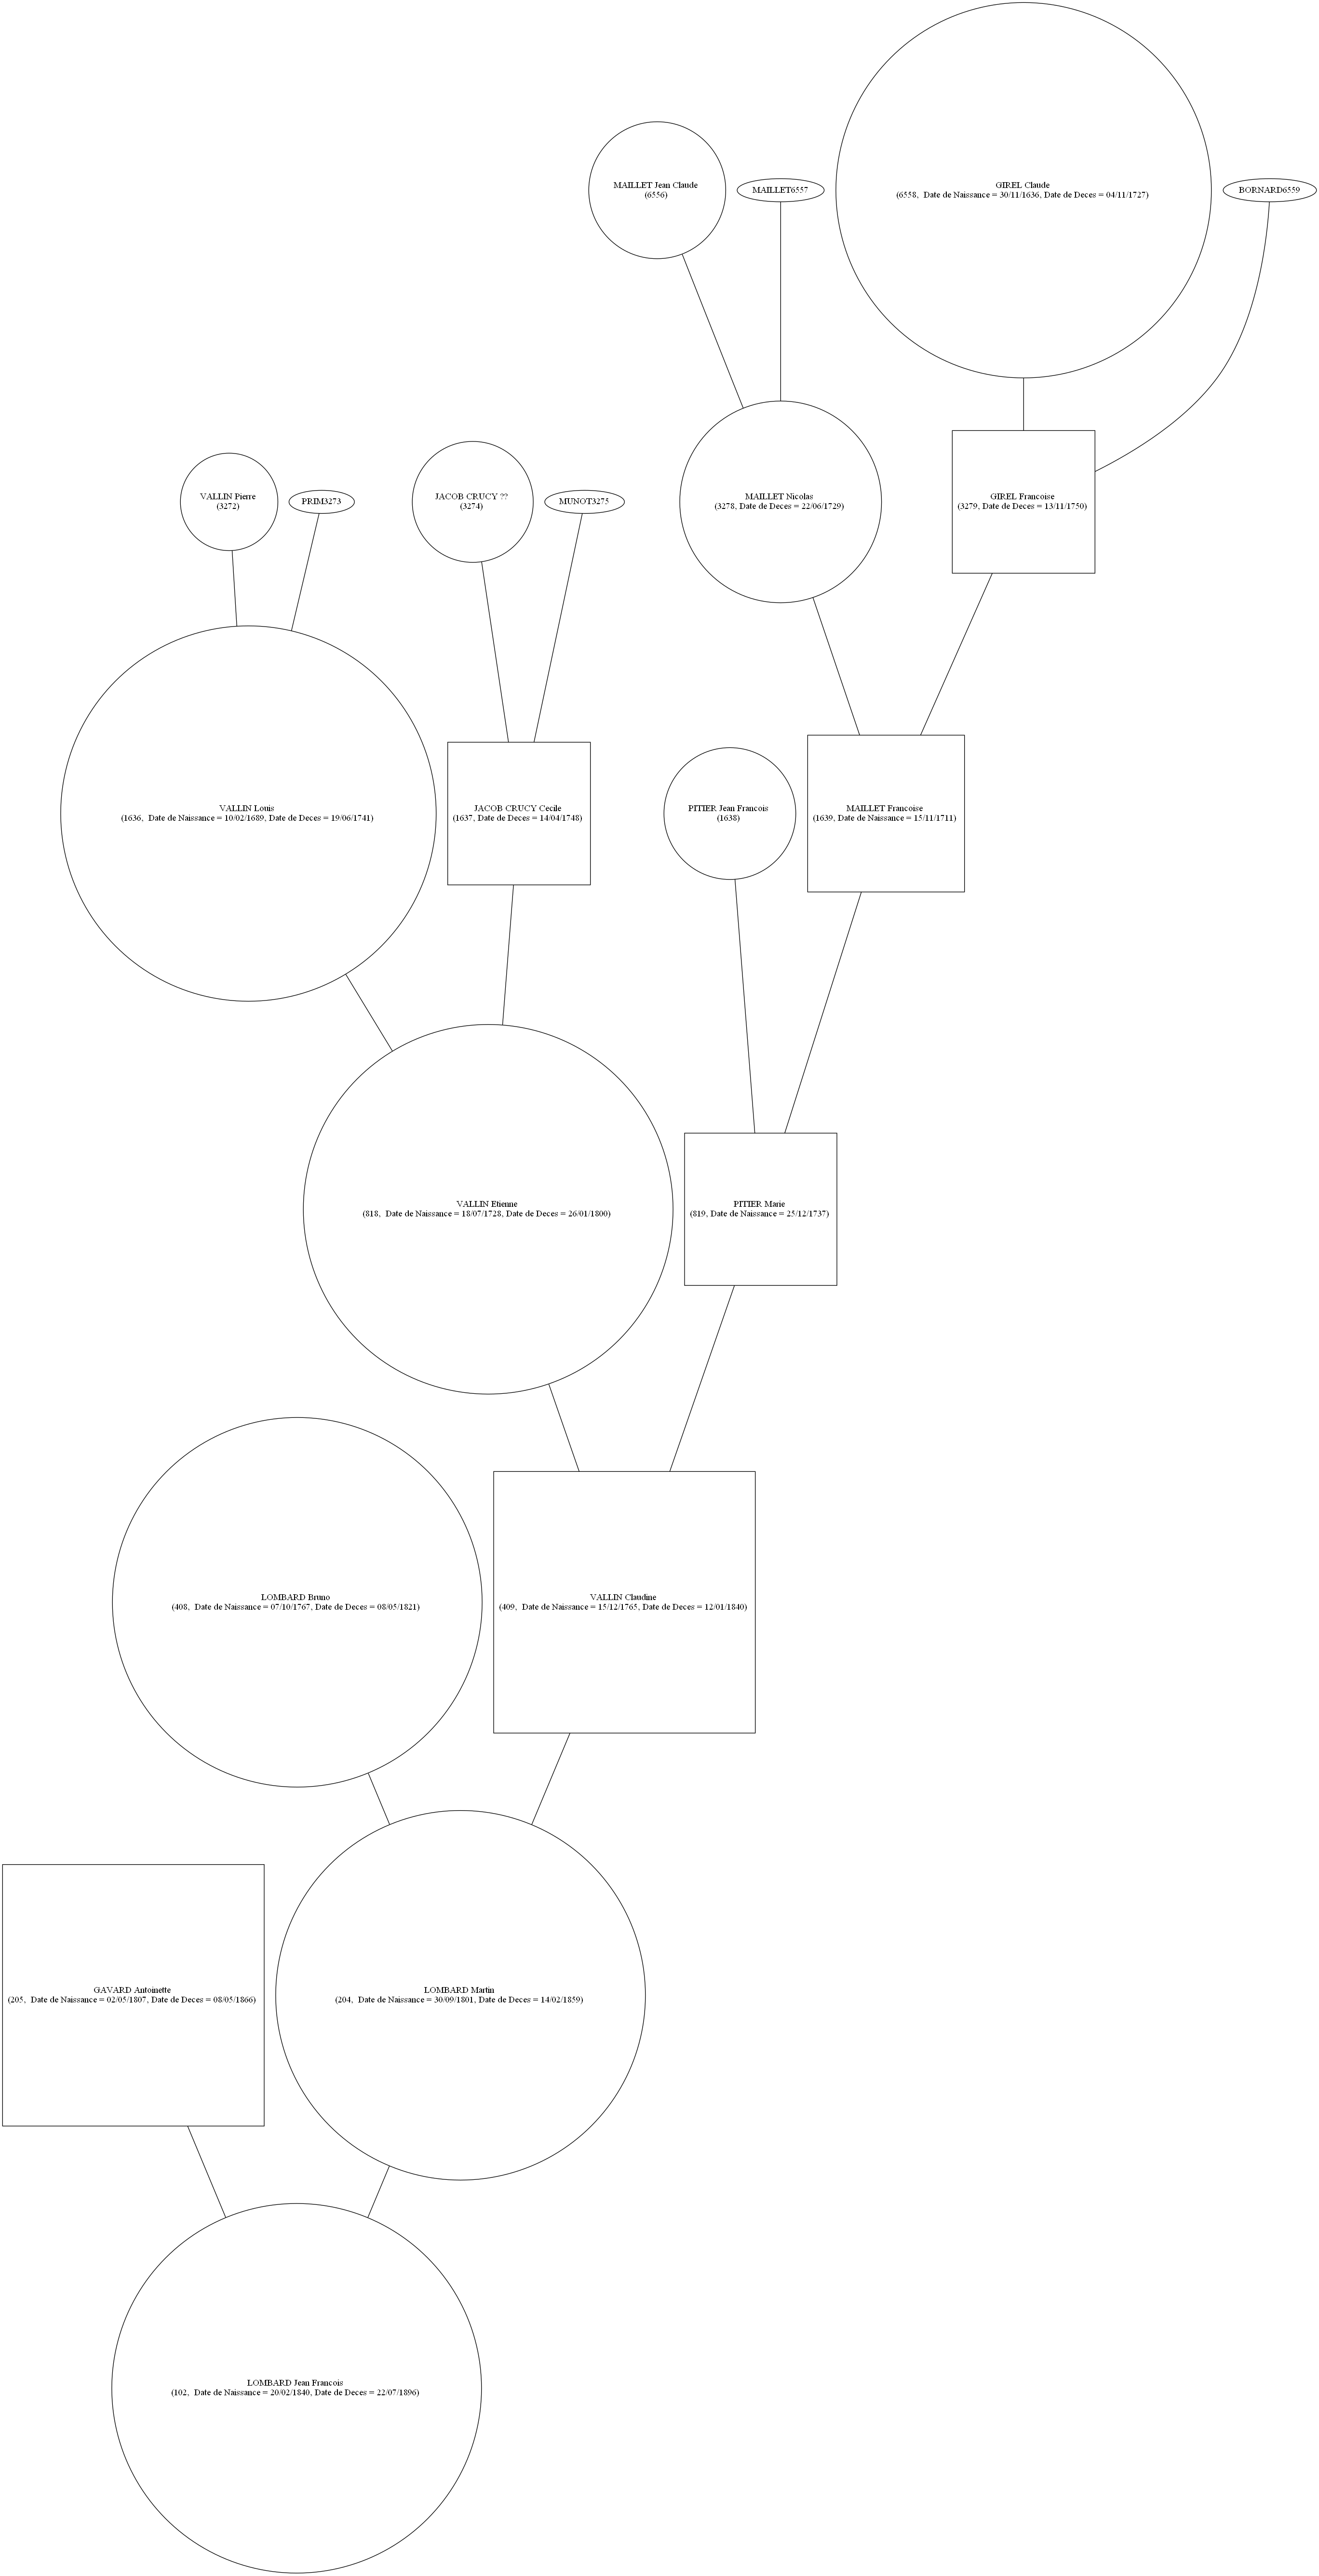 MAILLET Jean Claude
(6556)
MAILLET6557
GIREL Claude
(6558,  Date de Naissance = 30/11/1636, Date de Deces = 04/11/1727)
BORNARD6559
VALLIN Pierre
(3272)
PRIM3273
JACOB CRUCY ??
(3274)
MUNOT3275
MAILLET Nicolas
(3278, Date de Deces = 22/06/1729)
GIREL Francoise
(3279, Date de Deces = 13/11/1750)
VALLIN Louis
(1636,  Date de Naissance = 10/02/1689, Date de Deces = 19/06/1741)
JACOB CRUCY Cecile
(1637, Date de Deces = 14/04/1748)
PITIER Jean Francois
(1638)
MAILLET Francoise
(1639, Date de Naissance = 15/11/1711)
VALLIN Etienne
(818,  Date de Naissance = 18/07/1728, Date de Deces = 26/01/1800)
PITIER Marie
(819, Date de Naissance = 25/12/1737)
LOMBARD Bruno
(408,  Date de Naissance = 07/10/1767, Date de Deces = 08/05/1821)
VALLIN Claudine
(409,  Date de Naissance = 15/12/1765, Date de Deces = 12/01/1840)
GAVARD Antoinette
(205,  Date de Naissance = 02/05/1807, Date de Deces = 08/05/1866)
LOMBARD Martin
(204,  Date de Naissance = 30/09/1801, Date de Deces = 14/02/1859)
LOMBARD Jean Francois
(102,  Date de Naissance = 20/02/1840, Date de Deces = 22/07/1896)